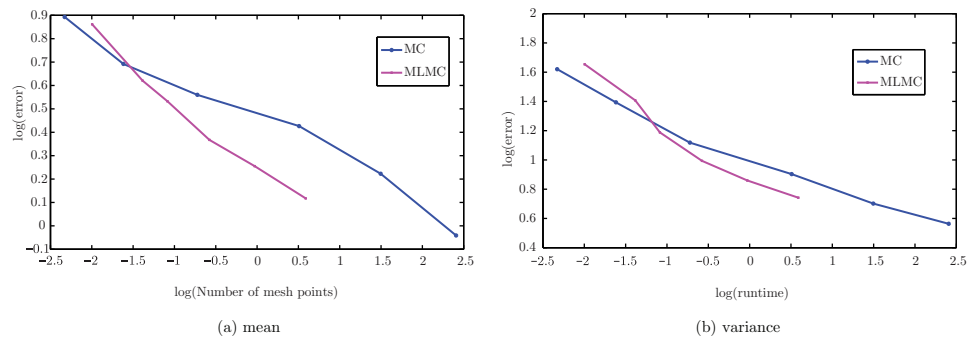 0.9
0.8
0.7
0.6
0.5
0.4
0.3
0.2
0.1
0
−0.1
log(error)
−2.5 −2 −1.5 −1 −0.5 0 0.5 1 1.5 2 2.5
log(Number of mesh points)
MC
MLMC
(a) mean
2
1.8
1.6
1.4
1.2
1
0.8
0.6
0.4
log(error)
−2.5 −2 −1.5 −1 −0.5 0 0.5 1 1.5 2 2.5
log(runtime)
MC
MLMC
(b) variance